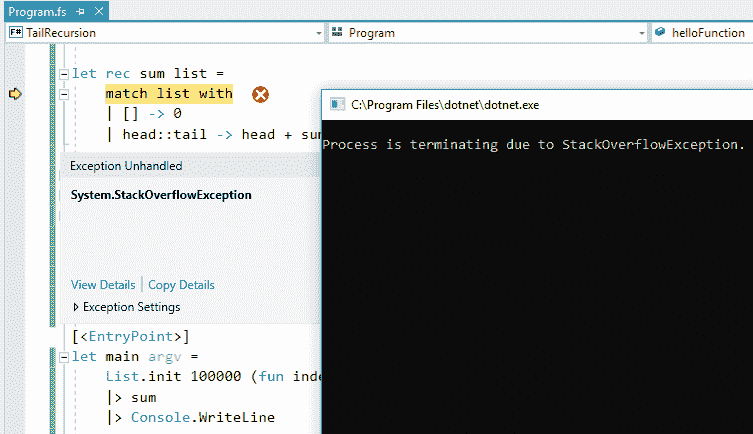 Program.fs
F# TailRecursion
Program
helloFunction
let rec sum list =
match list with
| [] -> 0
| head::tail -> head + sum
Exception Unhandled
System.StackOverflowException
View Details | Copy Details
Exception Settings
[<EntryPoint>]
let main argv =
List.init 100000 (fun inde
|> sum
|> Console.WriteLine
C:\Program Files\dotnet\dotnet.exe
Process is terminating due to StackOverflowException.